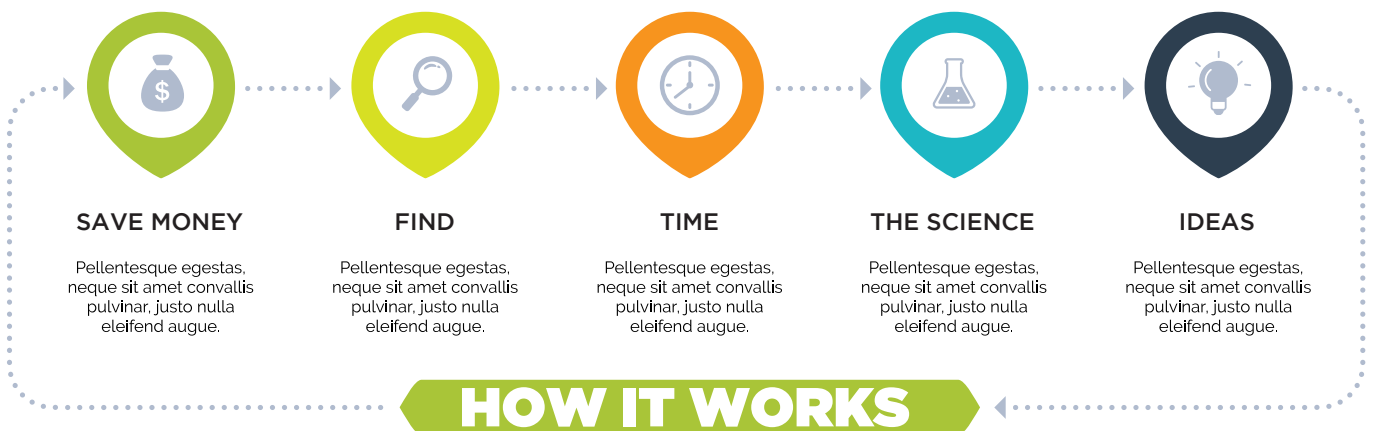 $
SAVE MONEY
Pellentesque egestas,
neque sit amet convallis
pulvinar, justo nulla
eleifend augue.
FIND
Pellentesque egestas,
neque sit amet convallis
pulvinar, justo nulla
eleifend augue.
TIME
Pellentesque egestas,
neque sit amet convallis
pulvinar, justo nulla
eleifend augue.
THE SCIENCE
Pellentesque egestas,
neque sit amet convallis
pulvinar, justo nulla
eleifend augue.
IDEAS
Pellentesque egestas,
neque sit amet convallis
pulvinar, justo nulla
eleifend augue.
HOW IT WORKS